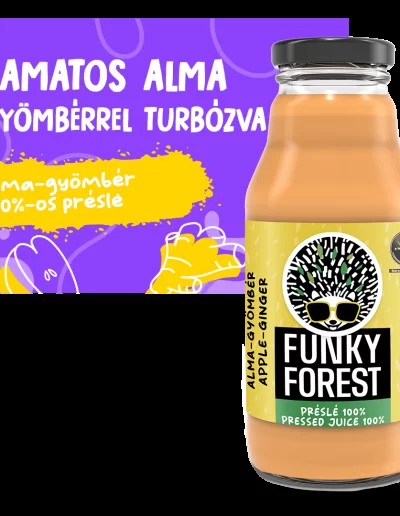 AMATOS ALMA
YÖMBÉRREL TURBÓZVA
ma-gyömbér
0%-os préslé
ALMA-GYÖMBÉR
APPLE-GINGER
FUNKY
FOREST
PRÉSLÉ 100%
PRESSED JUICE 100%